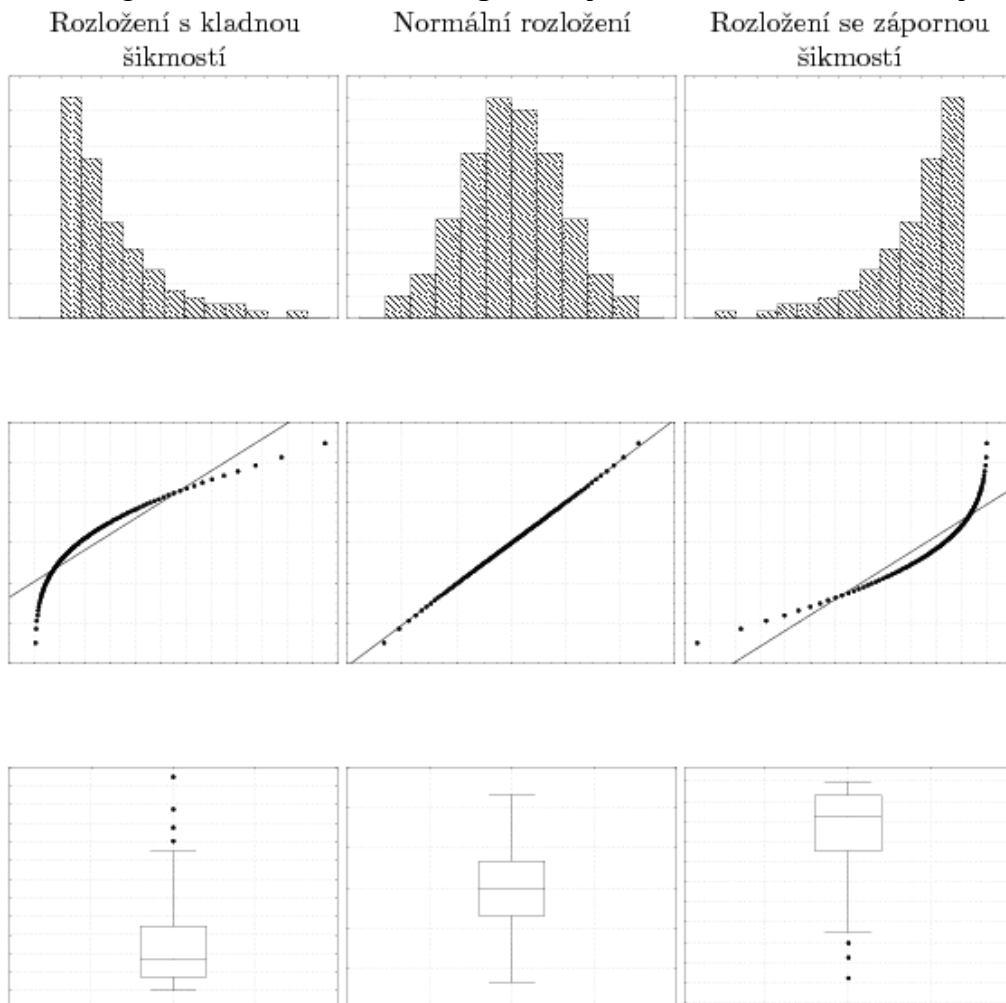 Rozložení s kladnou
šikmostí
Normální rozložení
Rozložení se zápornou
šikmostí